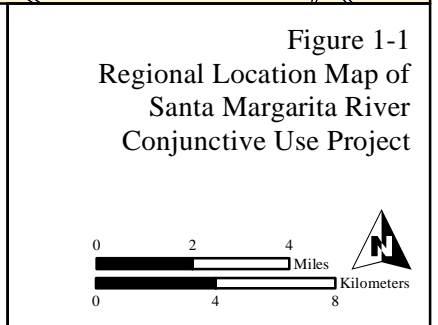 Figure 1-1
Regional Location Map of
Santa Margarita River
Conjunctive Use Project
0 2 4
Miles
N
Kilometers
0 4 8